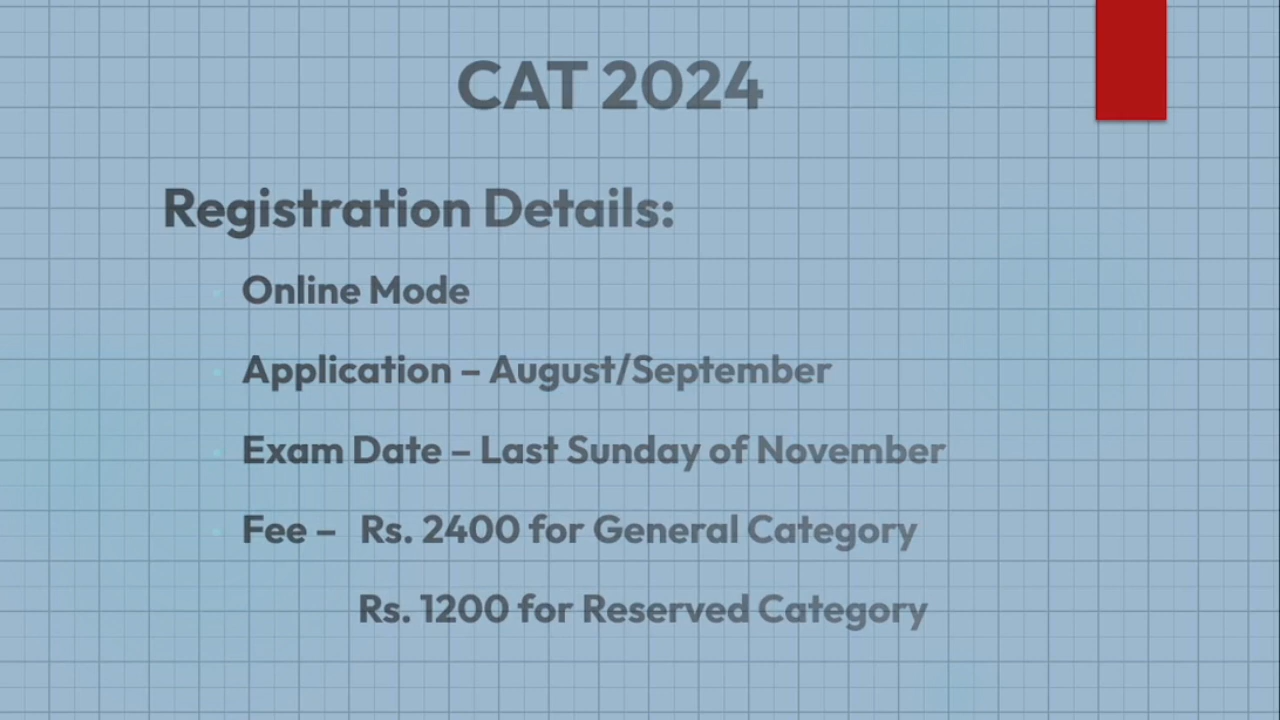 CAT 2024
Registration Details:
Online Mode
Application – August/September
Exam Date – Last Sunday of November
Fee – Rs. 2400 for General Category
Rs. 1200 for Reserved Category